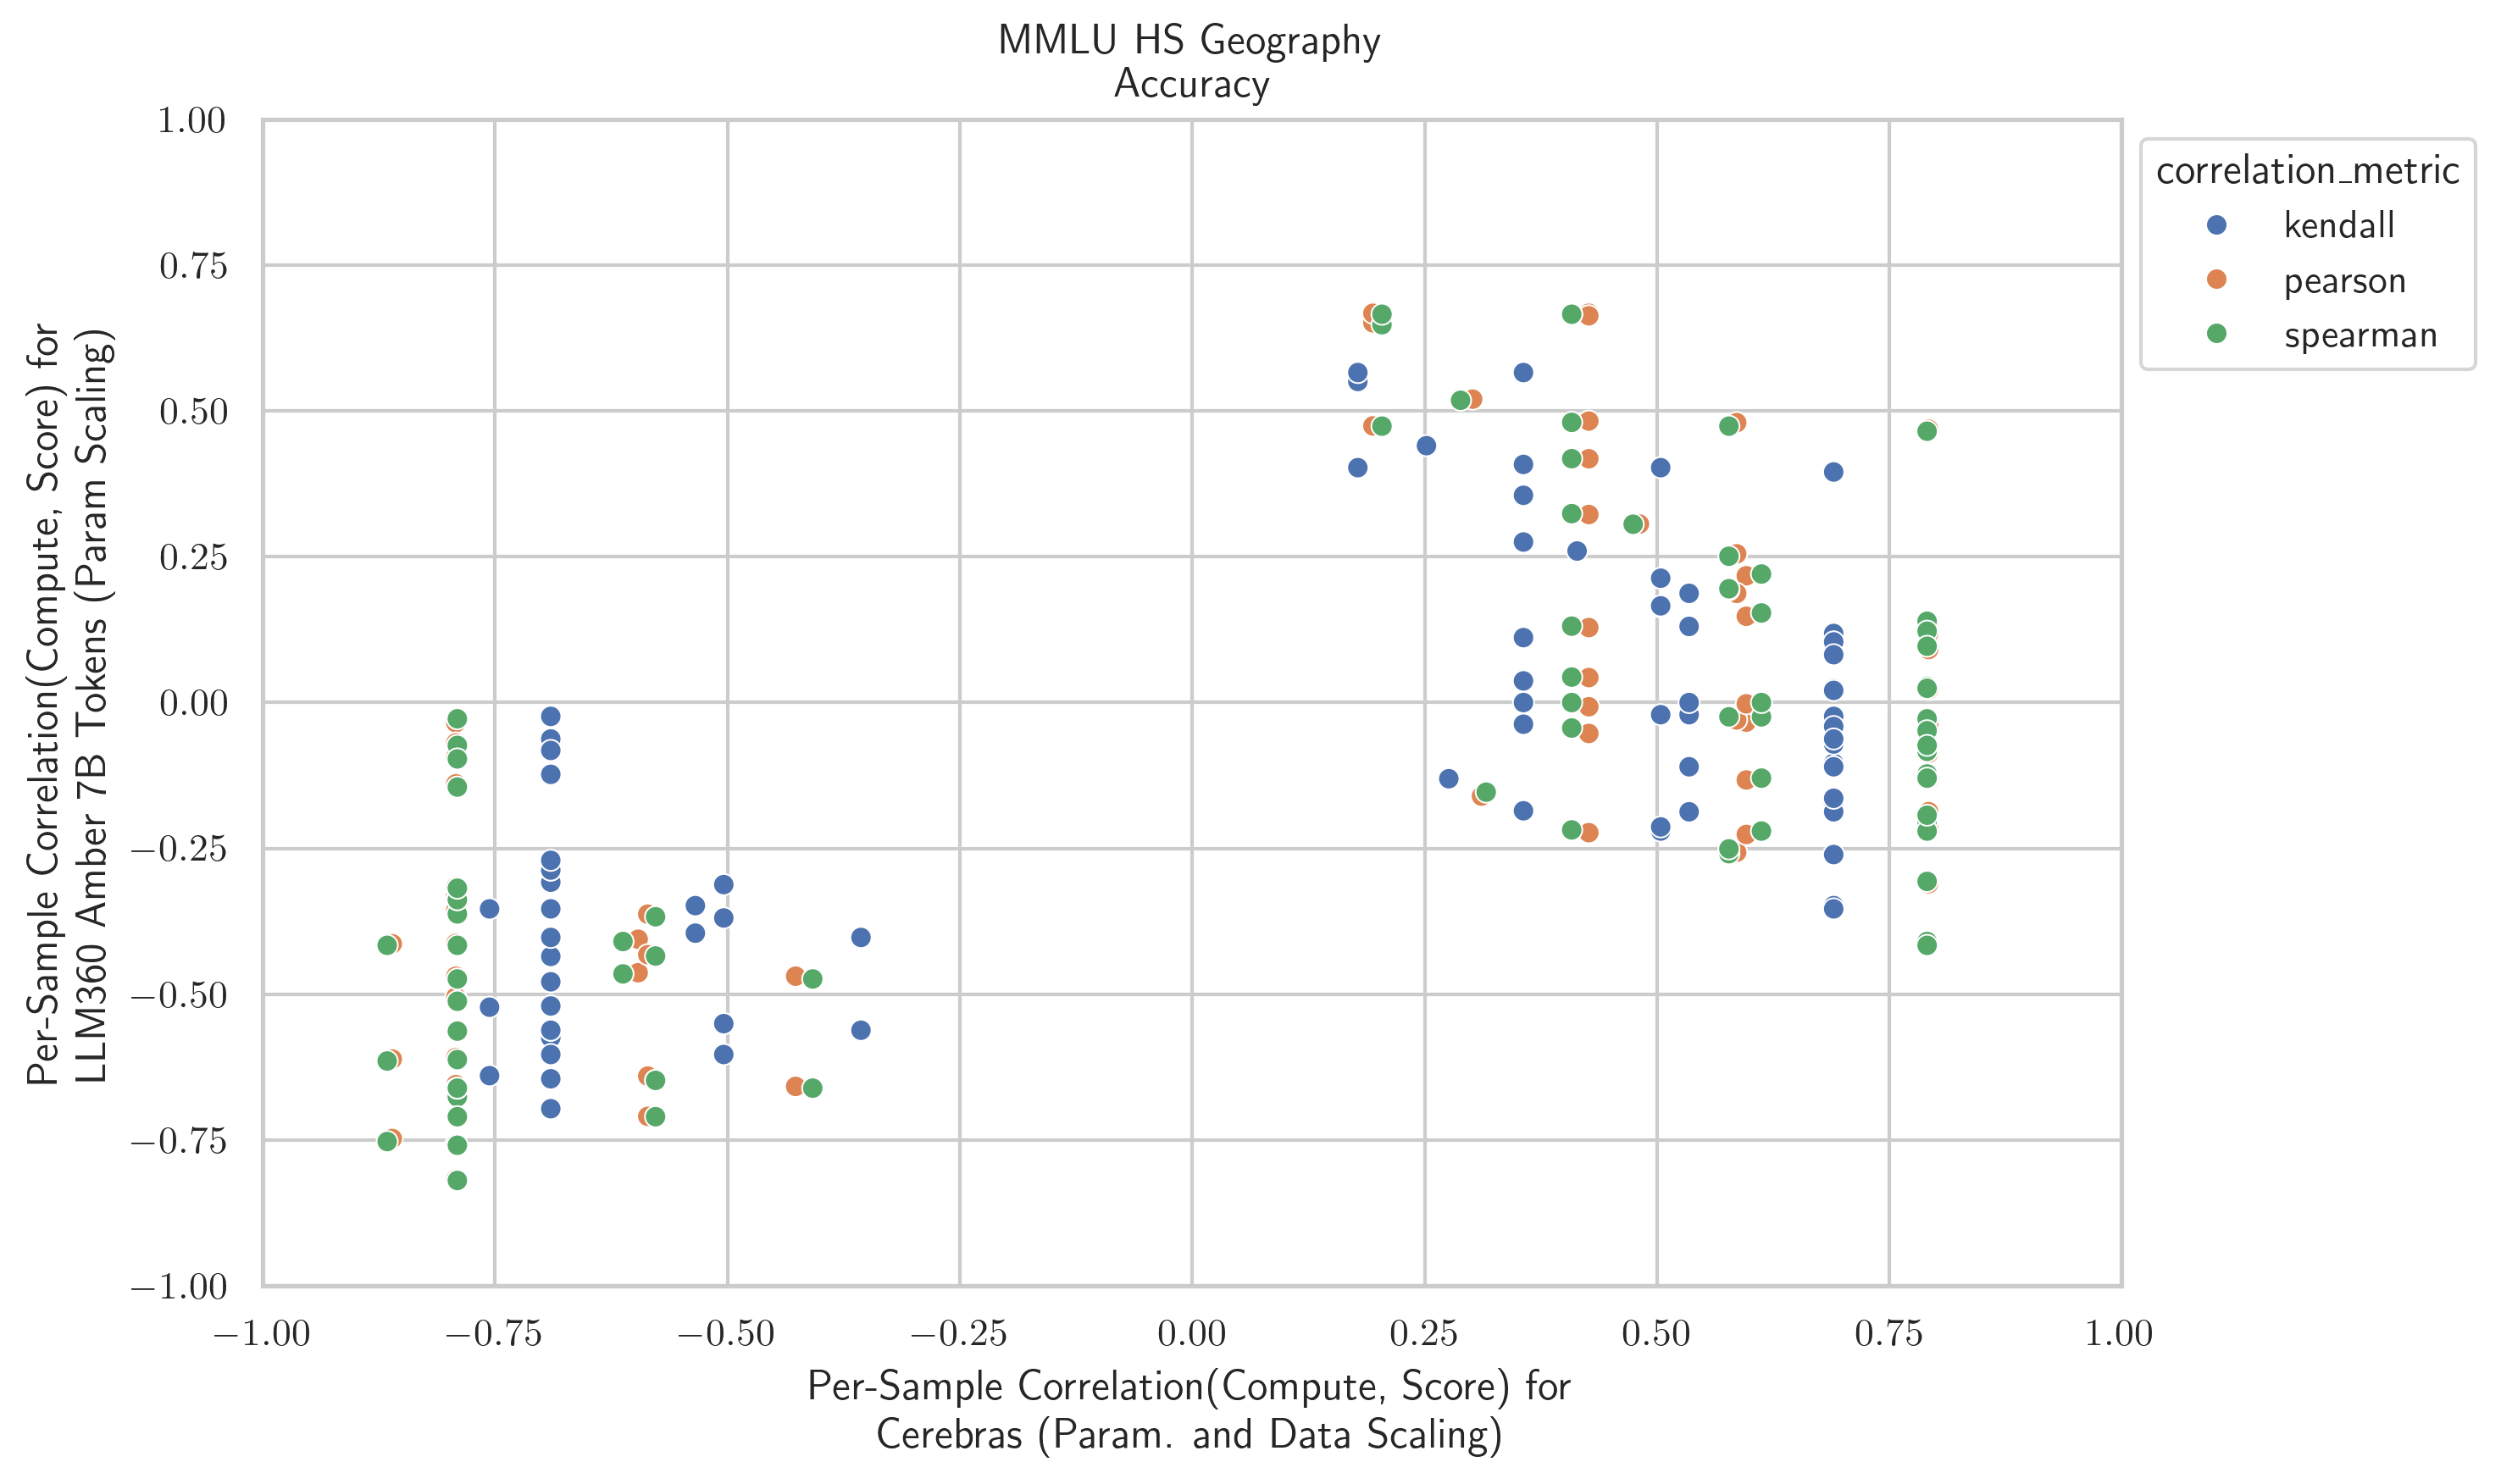 MMLU HS Geography
Accuracy
Per-Sample Correlation(Compute, Score) for
LLM360 Amber 7B Tokens (Param Scaling)
1.00
0.75
0.50
0.25
0.00
−0.25
−0.50
−0.75
−1.00
−1.00 −0.75 −0.50 −0.25 0.00 0.25 0.50 0.75 1.00
Per-Sample Correlation(Compute, Score) for
Cerebras (Param. and Data Scaling)
correlation_metric
kendall
pearson
spearman